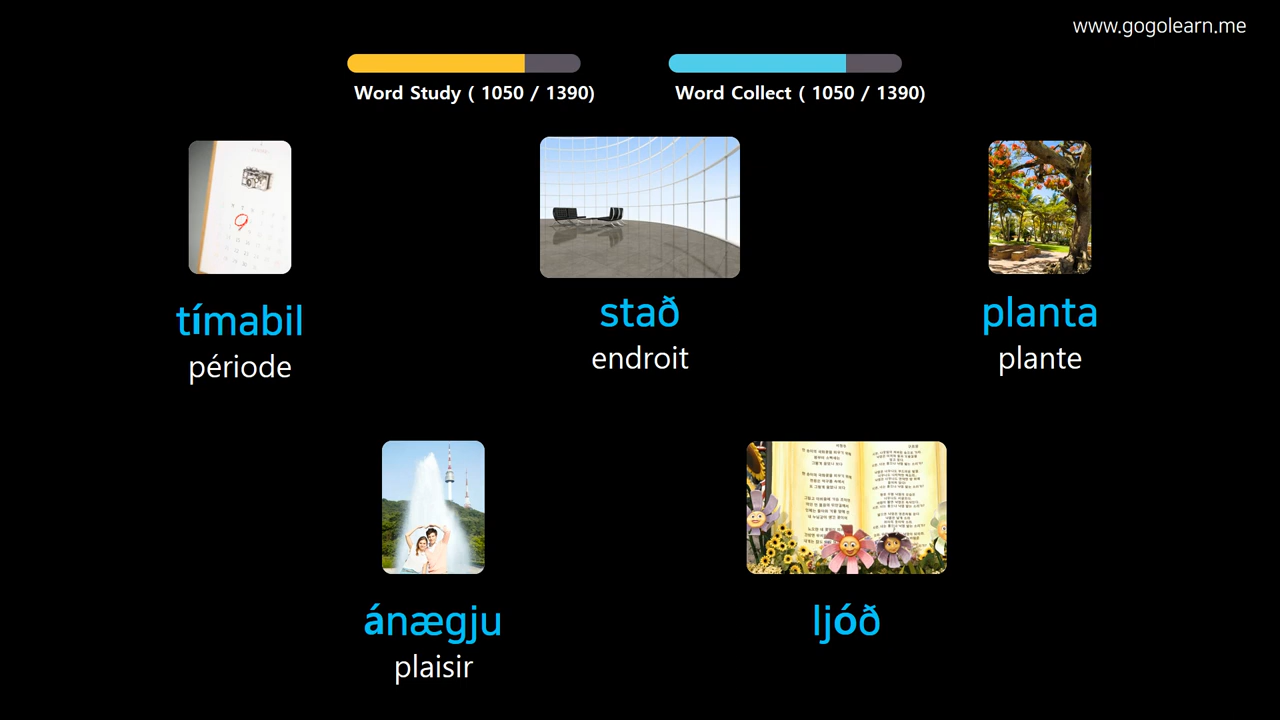 www.gogolearn.me
Word Study ( 1050 / 1390)
Word Collect ( 1050 / 1390)
tímabil
période
stað
endroit
planta
plante
ánægju
plaisir
ljóð